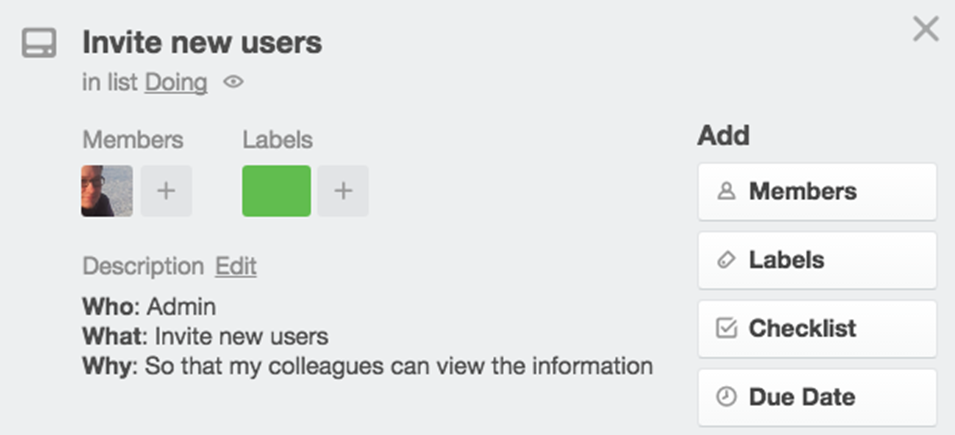 Invite new users
in list Doing
Members Labels
Description Edit
Who: Admin
What: Invite new users
Why: So that my colleagues can view the information
Add
Members
Labels
Checklist
Due Date